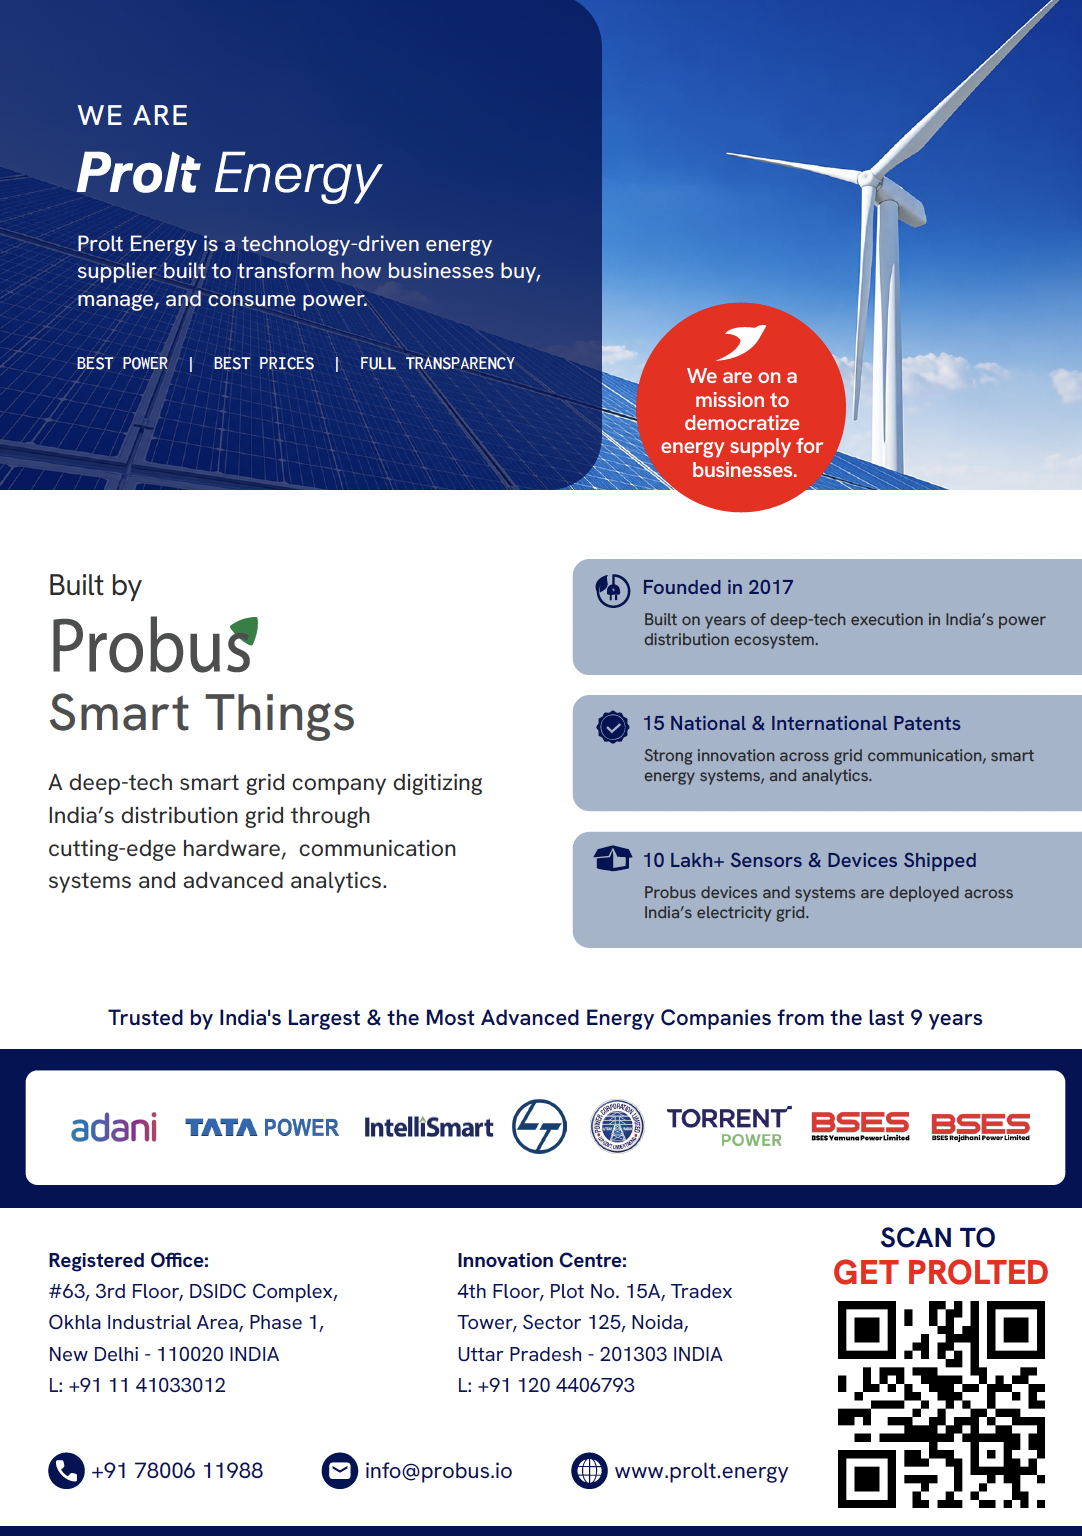 WE ARE
Prolt Energy
Prolt Energy is a technology-driven energy
supplier built to transform how businesses buy,
manage, and consume power.
BEST POWER | BEST PRICES | FULL TRANSPARENCY
We are on a
mission to
democratize
energy supply for
businesses.
Built by
Probus
Smart Things
A deep-tech smart grid company digitizing
India’s distribution grid through
cutting-edge hardware, communication
systems and advanced analytics.
Founded in 2017
Built on years of deep-tech execution in India’s power
distribution ecosystem.
15 National & International Patents
Strong innovation across grid communication, smart
energy systems, and analytics.
10 Lakh+ Sensors & Devices Shipped
Probus devices and systems are deployed across
India’s electricity grid.
Trusted by India's Largest & the Most Advanced Energy Companies from the last 9 years
adani
TATA POWER
IntelliSmart
LT
POWER CORPORATION LIMITED
TORRENT
POWER
BSES
BSES Yamuna Power Limited
BSES
BSES Rajdhani Power Limited
Registered Office:
#63, 3rd Floor, DSIDC Complex,
Okhla Industrial Area, Phase 1,
New Delhi - 110020 INDIA
L: +91 11 41033012
Innovation Centre:
4th Floor, Plot No. 15A, Tradex
Tower, Sector 125, Noida,
Uttar Pradesh - 201303 INDIA
L: +91 120 4406793
SCAN TO
GET PROLTED
+91 78006 11988
info@probus.io
www.prolt.energy